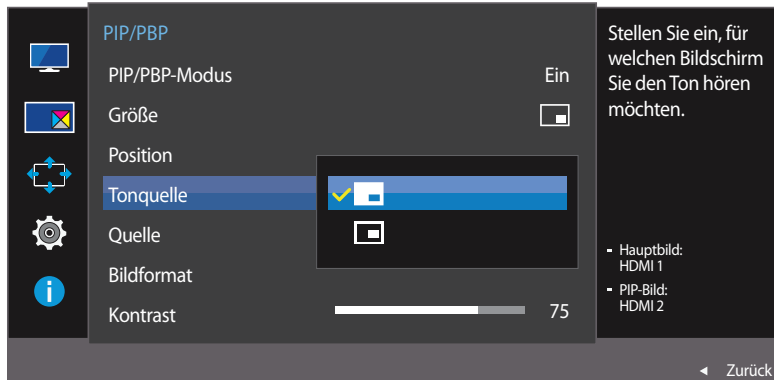 PIP/PBP
PIP/PBP-Modus Ein
Größe
Position
Tonquelle
Quelle
Bildformat
Kontrast 75
Stellen Sie ein, für
welchen Bildschirm
Sie den Ton hören
möchten.
- Hauptbild:
HDMI 1
- PIP-Bild:
HDMI 2
Zurück